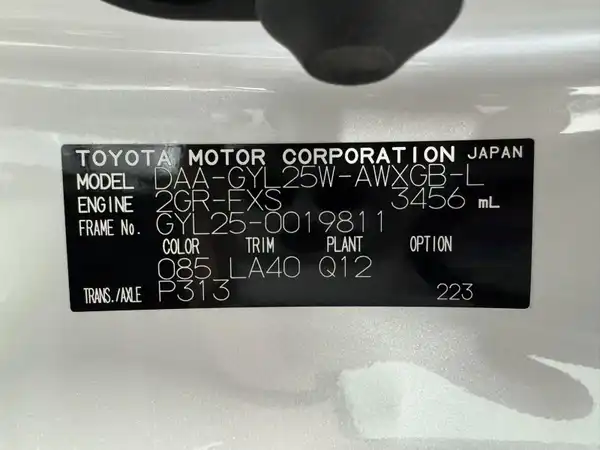 TOYOTA MOTOR CORPORATION JAPAN
MODEL DAA-GYL25W-AWXGB-L
ENGINE 2GR-FXS 3456 mL
FRAME No. GYL25-0019811
COLOR TRIM PLANT OPTION
085 LA40 Q12
TRANS./AXLE P313 223